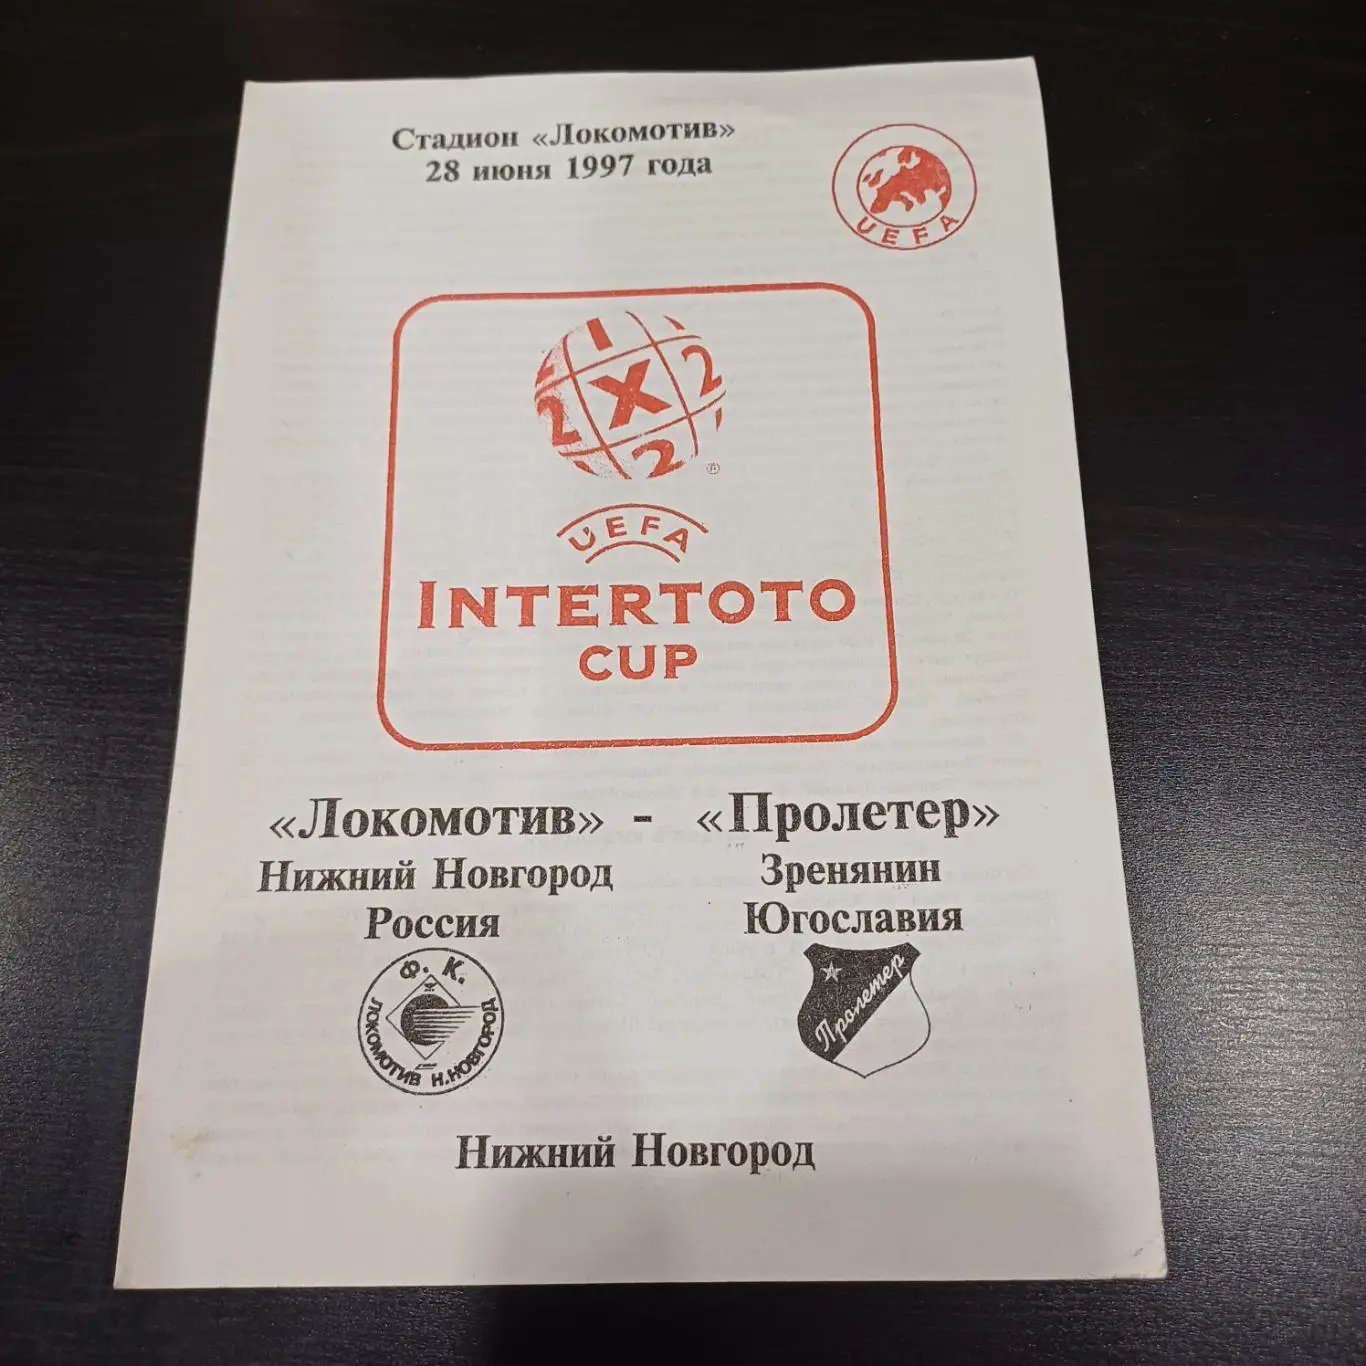 Стадион «Локомотив»
28 июня 1997 года
UEFA
1
2 X 2
2
®
UEFA
INTERTOTO
CUP
«Локомотив» - «Пролетер»
Нижний Новгород Зренянин
Россия Югославия
Ф.К.
ЛОКОМОТИВ Н.НОВГОРОД
Пролетер
Нижний Новгород